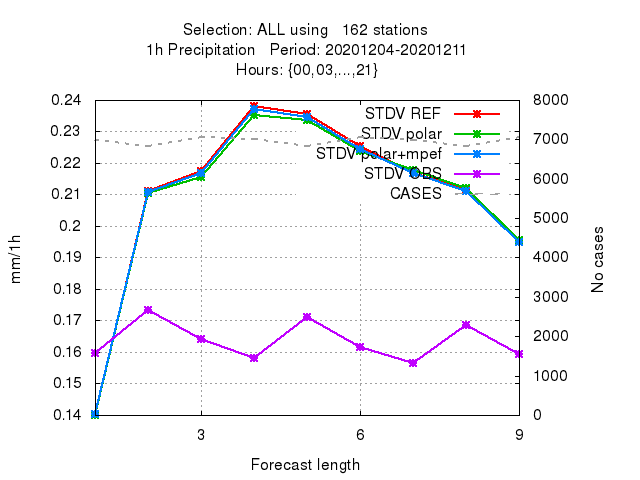 Selection: ALL using   162 stations
1h Precipitation   Period: 20201204-20201211
Hours: {00,03,...,21}
0.24
0.23
0.22
0.21
0.2
0.19
0.18
0.17
0.16
0.15
0.14
mm/1h
8000
7000
6000
5000
4000
3000
2000
1000
0
No cases
STDV REF
STDV polar
STDV polar+mpef
STDV OBS
CASES
3
6
9
Forecast length